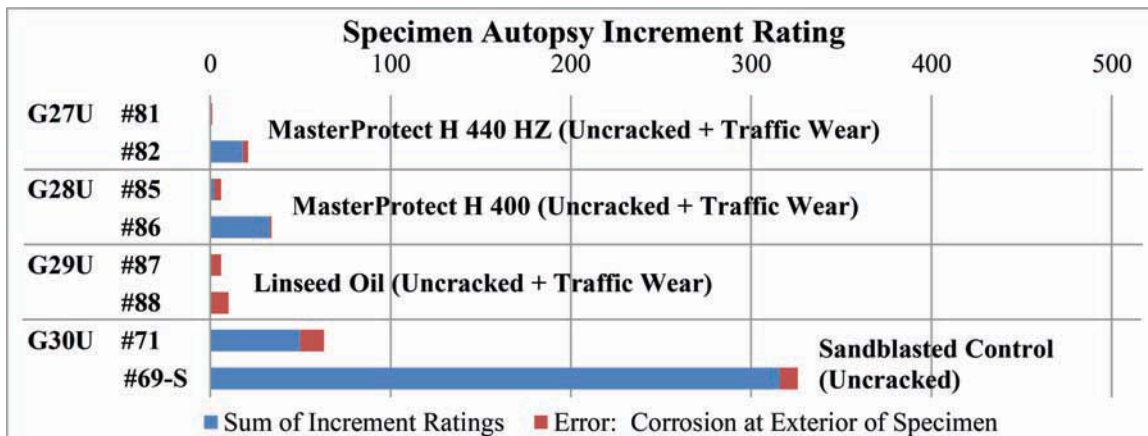 Specimen Autopsy Increment Rating
0 100 200 300 400 500
G27U #81
MasterProtect H 440 HZ (Uncracked + Traffic Wear)
#82
G28U #85
MasterProtect H 400 (Uncracked + Traffic Wear)
#86
G29U #87
Linseed Oil (Uncracked + Traffic Wear)
#88
G30U #71
Sandblasted Control
(Uncracked)
#69-S
Sum of Increment Ratings Error: Corrosion at Exterior of Specimen